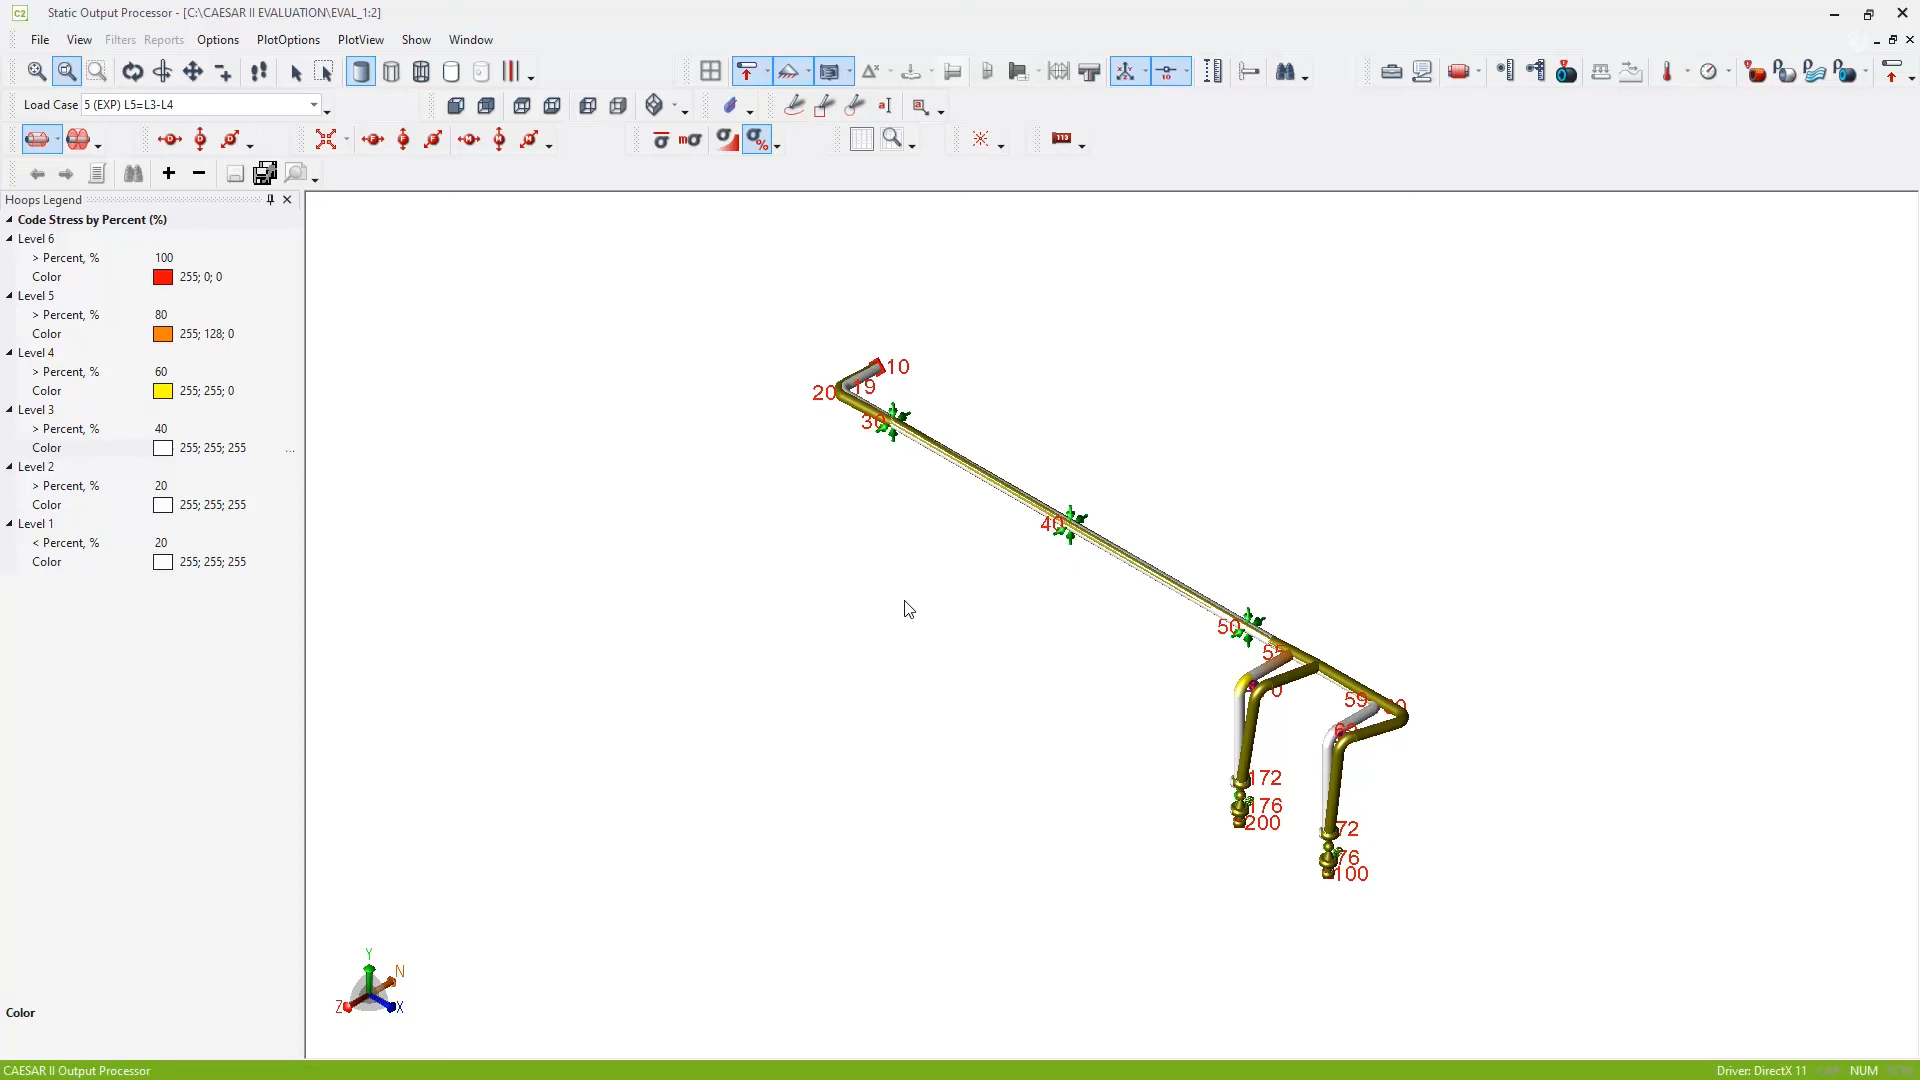 C2 Static Output Processor - [C:\CAESAR II EVALUATION\EVAL_1:2]
File View Filters Reports Options PlotOptions PlotView Show Window
Load Case 5 (EXP) L5=L3-L4
Hoops Legend
Code Stress by Percent (%)
Level 6
> Percent, % 100
Color 255; 0; 0
Level 5
> Percent, % 80
Color 255; 128; 0
Level 4
> Percent, % 60
Color 255; 255; 0
Level 3
> Percent, % 40
Color 255; 255; 255 ...
Level 2
> Percent, % 20
Color 255; 255; 255
Level 1
< Percent, % 20
Color 255; 255; 255
10
20 19
30
40
50
55
59
172
176
200
72
76
100
Y
N
Z X
Color
CAESAR II Output Processor Driver: DirectX 11 NUM